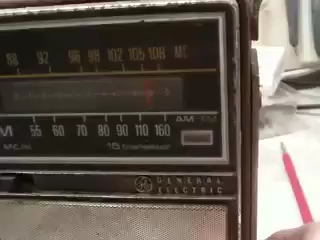 88 92 96 98 102 105 108 MC
55 60 70 80 90 110 160
AM FM
MC
15 transistor
GE GENERAL
ELECTRIC